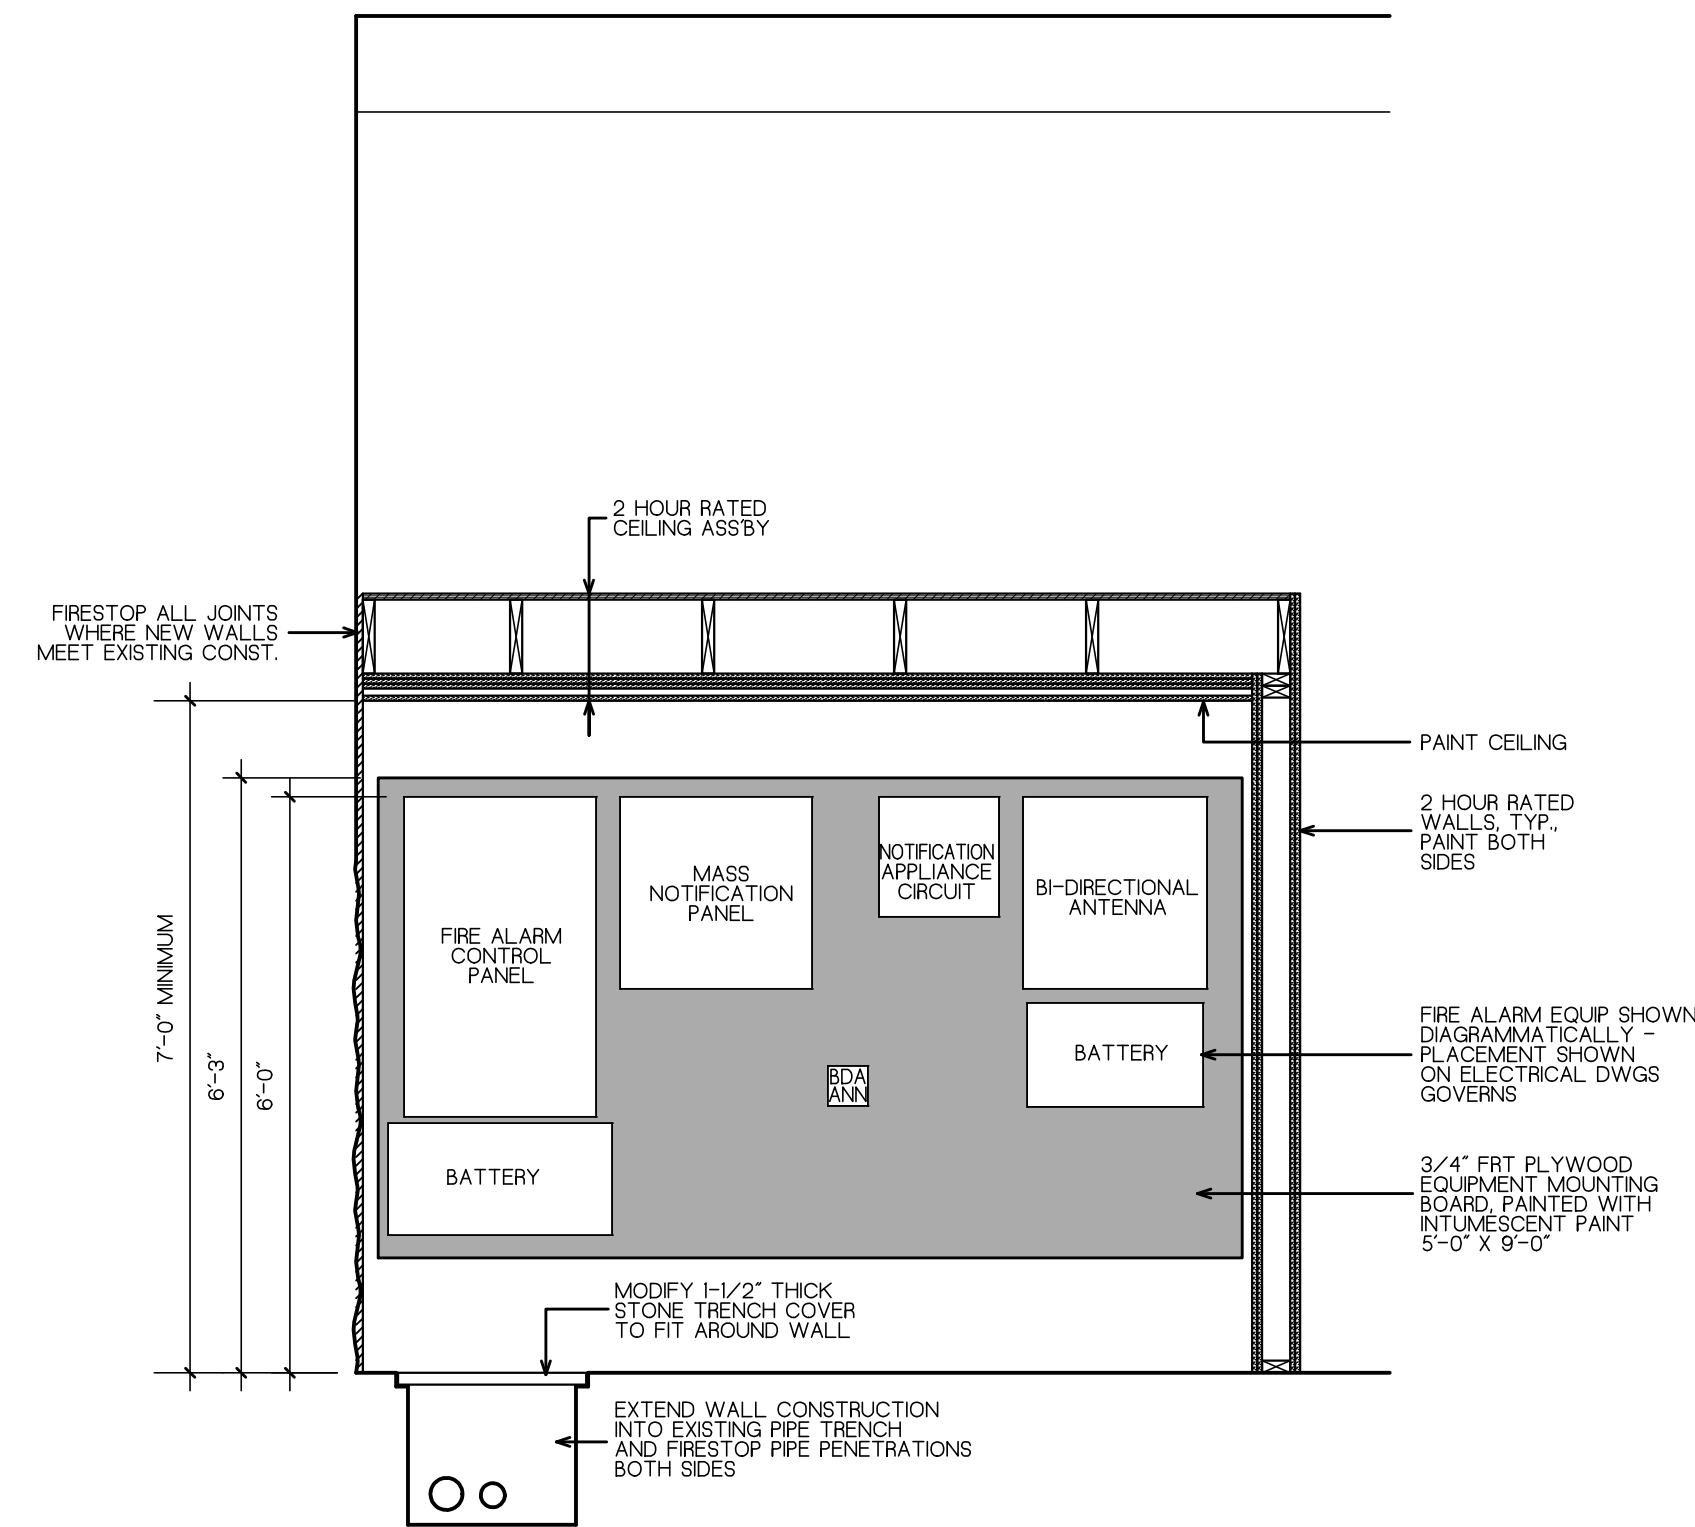 2 HOUR RATED
CEILING ASS'BY
FIRESTOP ALL JOINTS
WHERE NEW WALLS
MEET EXISTING CONST.
PAINT CEILING
2 HOUR RATED
WALLS, TYP.,
PAINT BOTH
SIDES
7'-0" MINIMUM
6'-3"
6'-0"
FIRE ALARM
CONTROL
PANEL
MASS
NOTIFICATION
PANEL
NOTIFICATION
APPLIANCE
CIRCUIT
BI-DIRECTIONAL
ANTENNA
BATTERY
BDA
ANN
BATTERY
FIRE ALARM EQUIP SHOWN
DIAGRAMMATICALLY -
PLACEMENT SHOWN
ON ELECTRICAL DWGS
GOVERNS
3/4" FRT PLYWOOD
EQUIPMENT MOUNTING
BOARD, PAINTED WITH
INTUMESCENT PAINT
5'-0" X 9'-0"
MODIFY 1-1/2" THICK
STONE TRENCH COVER
TO FIT AROUND WALL
EXTEND WALL CONSTRUCTION
INTO EXISTING PIPE TRENCH
AND FIRESTOP PIPE PENETRATIONS
BOTH SIDES